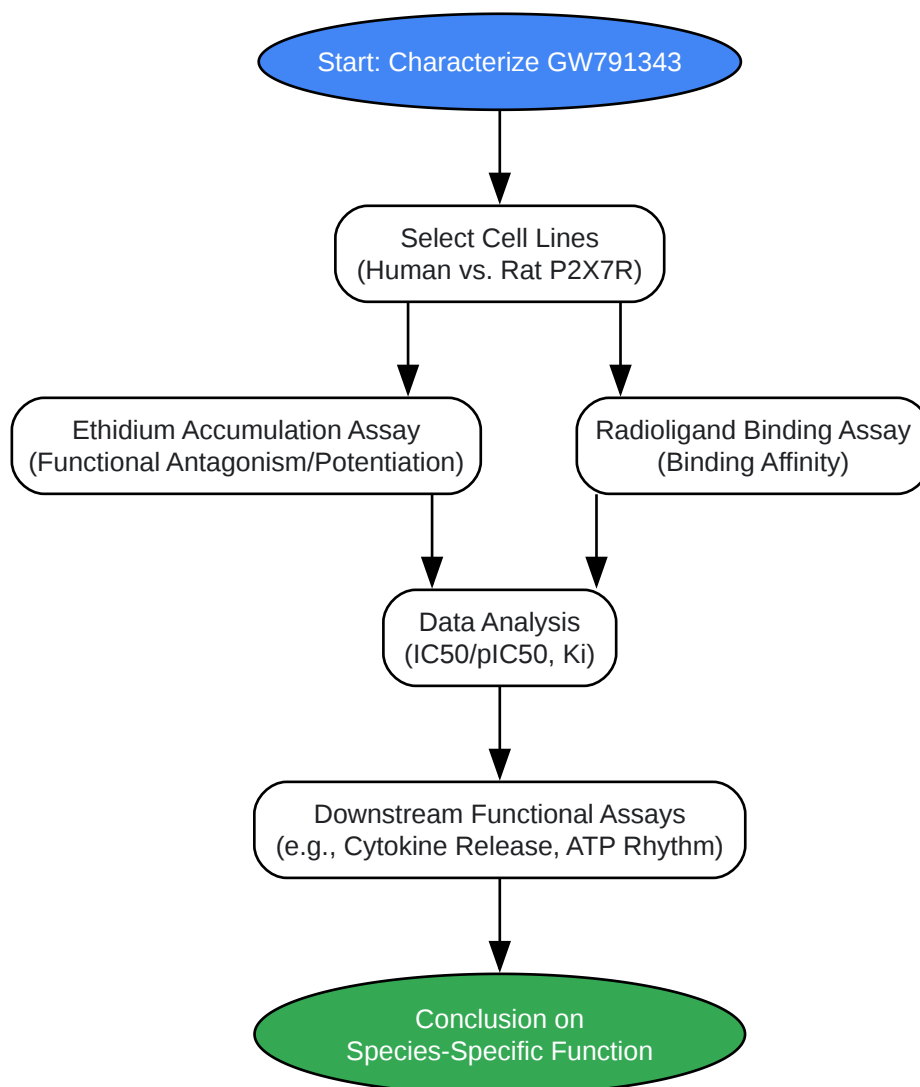 Start: Characterize GW791343
Select Cell Lines
(Human vs. Rat P2X7R)
Ethidium Accumulation Assay
(Functional Antagonism/Potentiation)
Radioligand Binding Assay
(Binding Affinity)
Data Analysis
(IC50/pIC50, Ki)
Downstream Functional Assays
(e.g., Cytokine Release, ATP Rhythm)
Conclusion on
Species-Specific Function